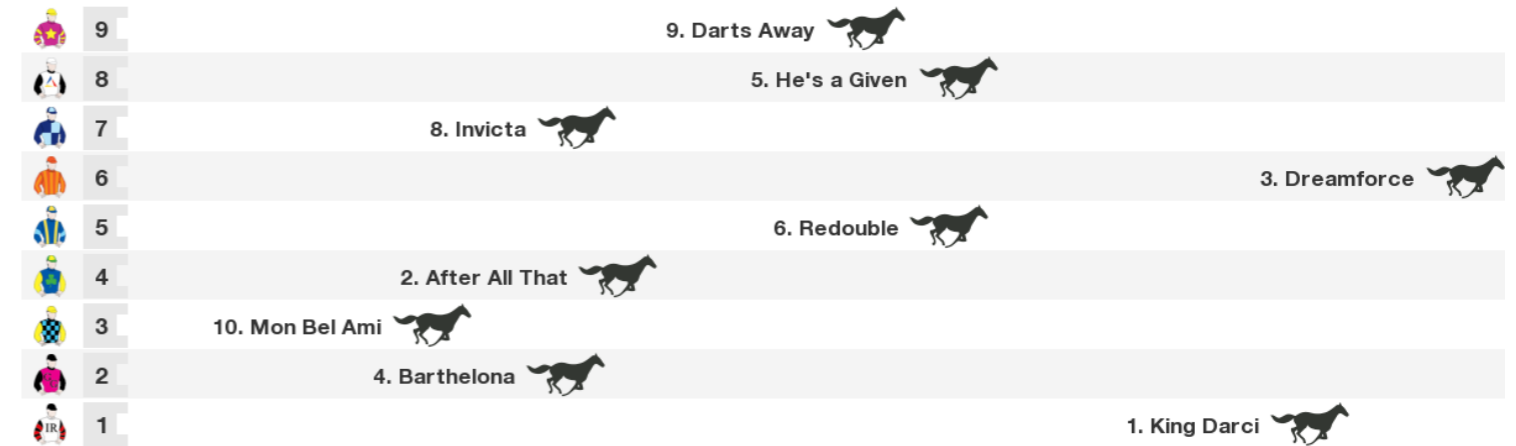 9 9. Darts Away
8 5. He's a Given
7 8. Invicta
6 3. Dreamforce
5 6. Redouble
4 2. After All That
3 10. Mon Bel Ami
2 4. Barthelona
IR 1 1. King Darci